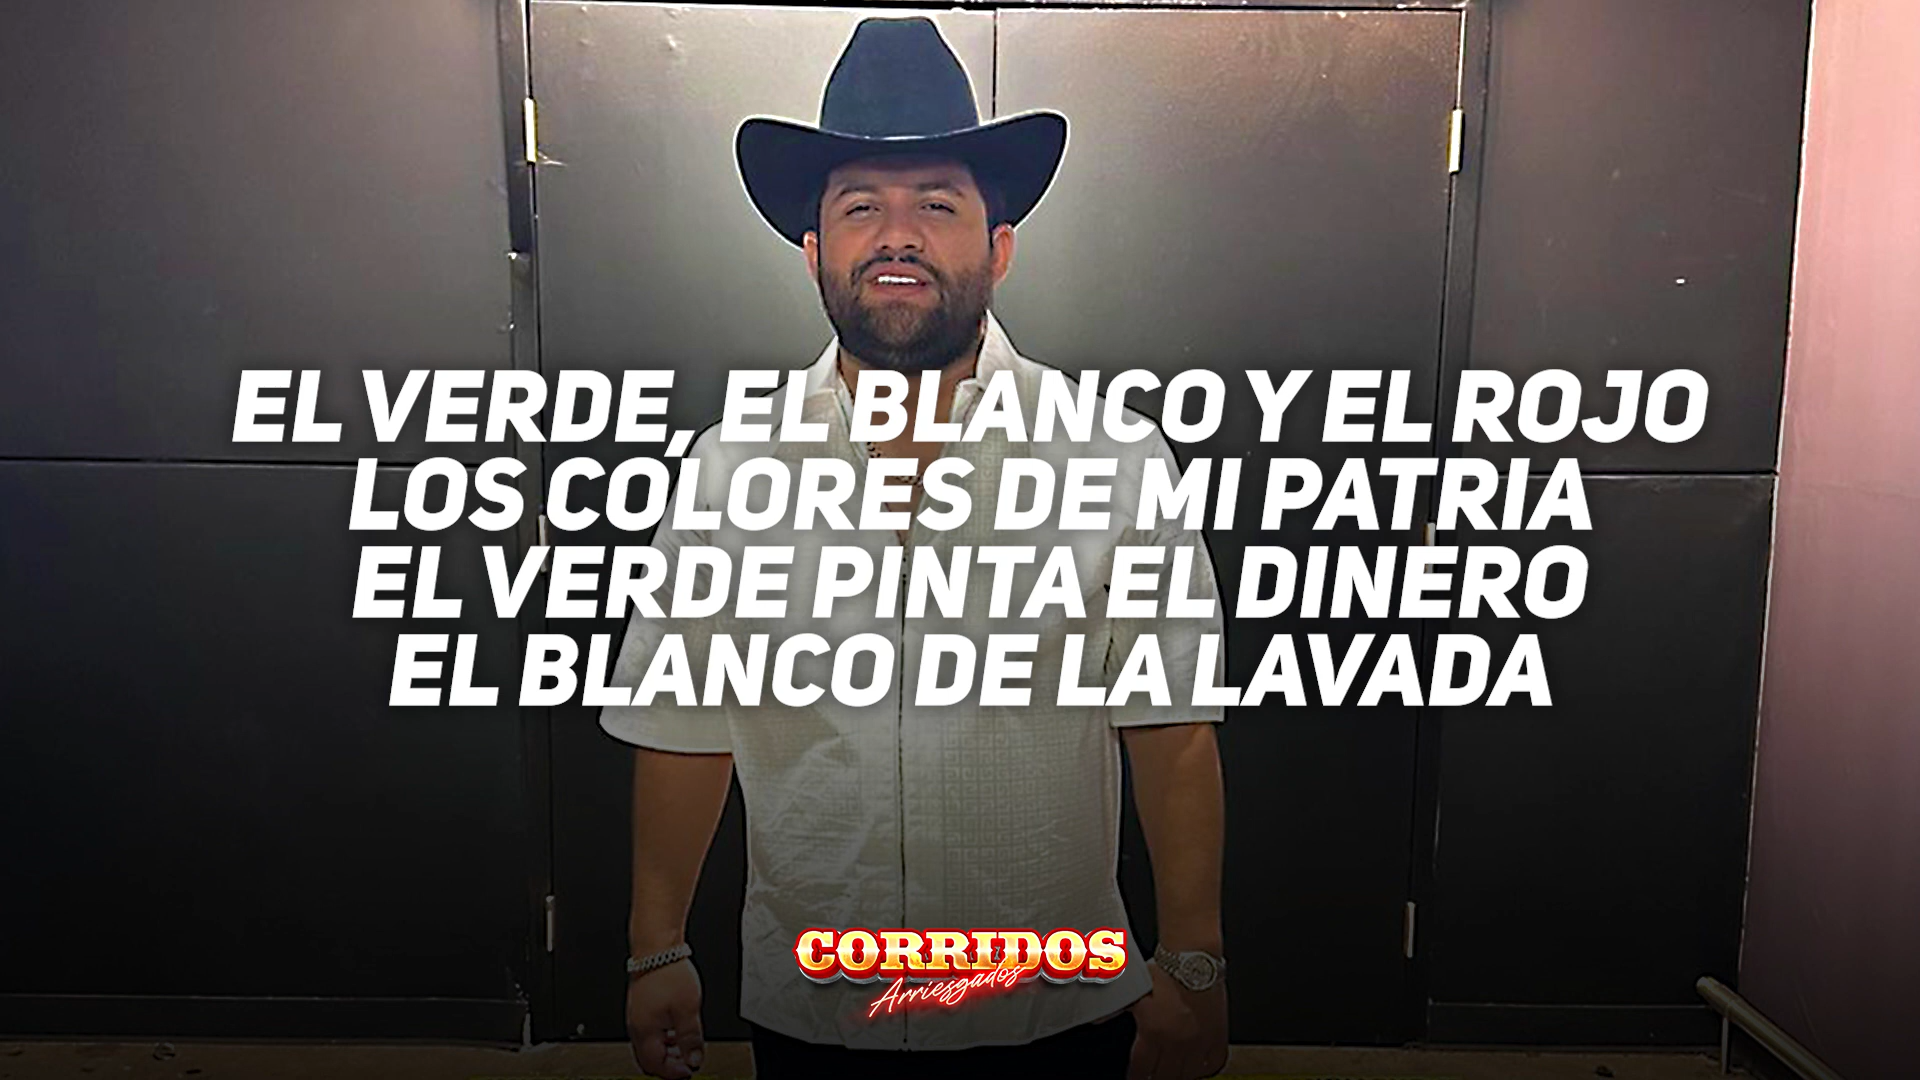 EL VERDE, EL BLANCO Y EL ROJO
LOS COLORES DE MI PATRIA
EL VERDE PINTA EL DINERO
EL BLANCO DE LA LAVADA
CORRIDOS
Arriesgados